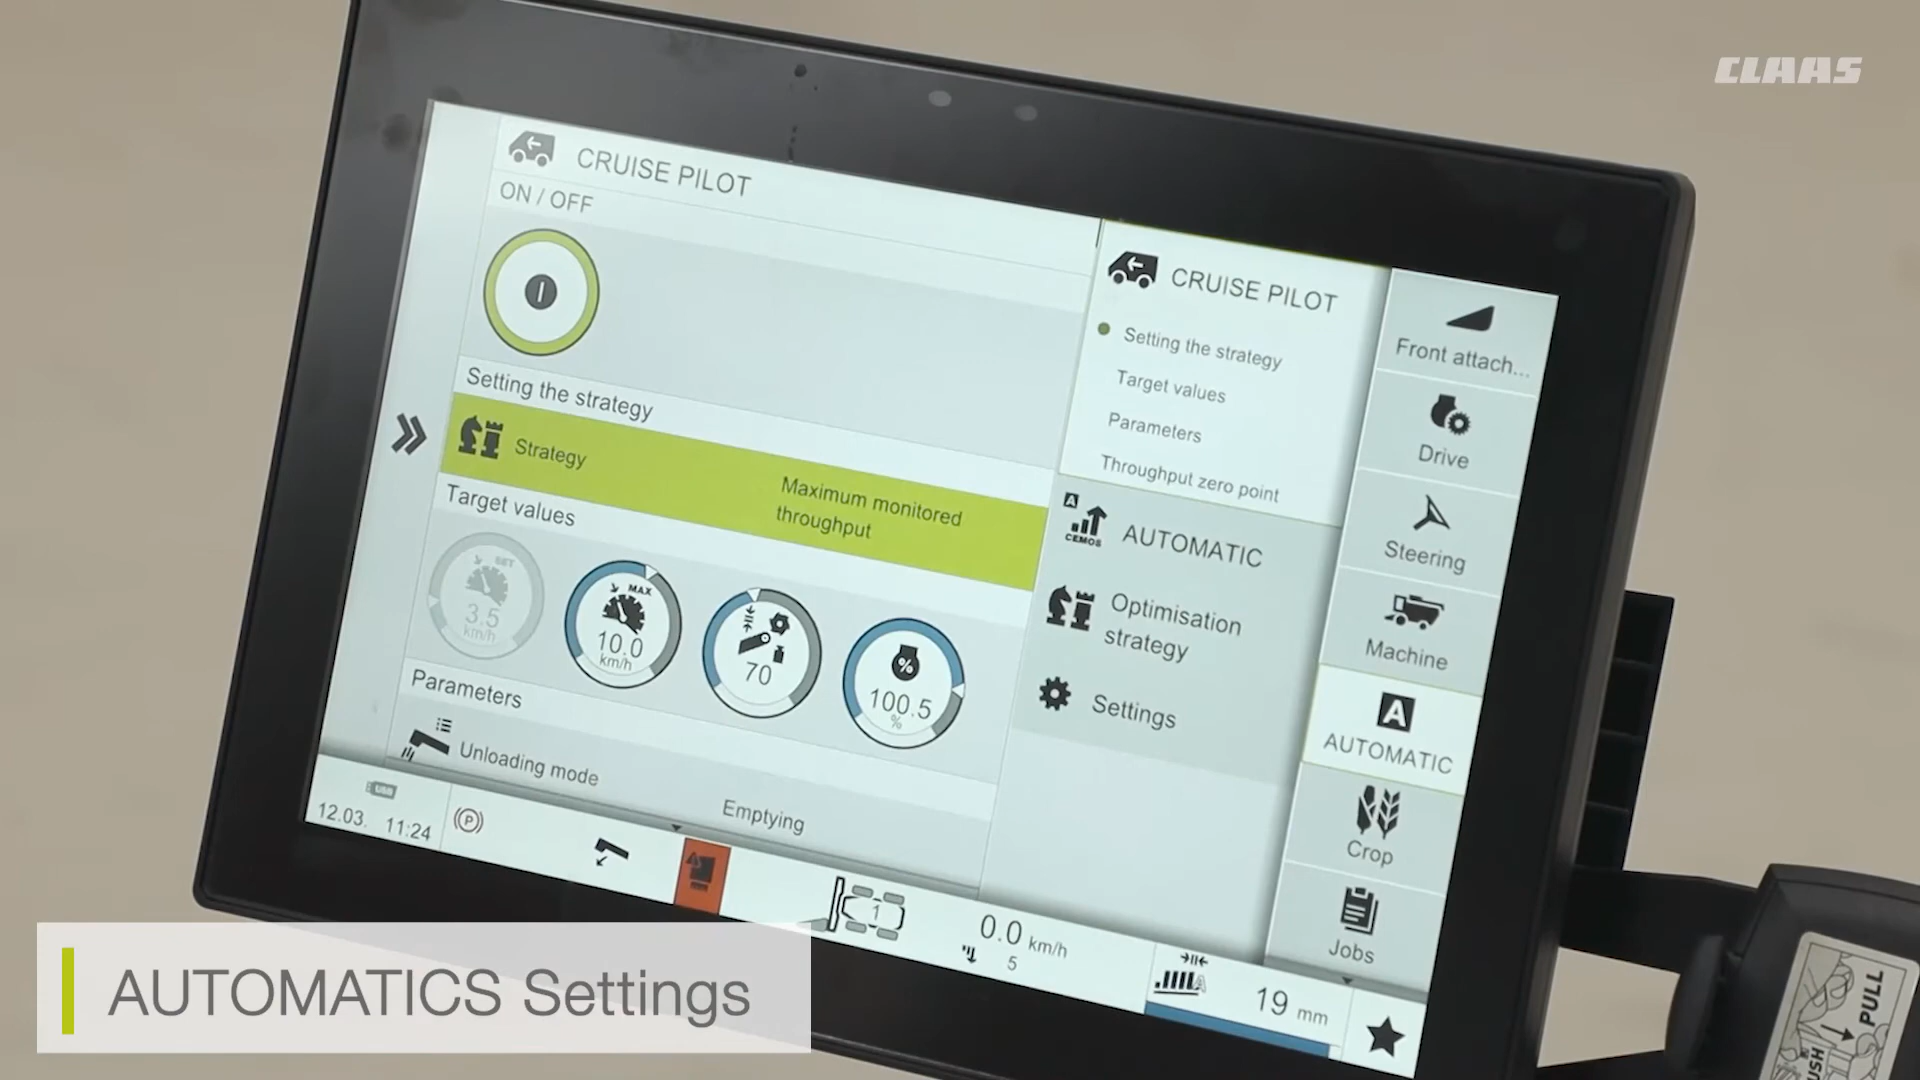 CLAAS
CRUISE PILOT
ON / OFF
Setting the strategy
Strategy
Maximum monitored
throughput
Target values
SET
3.5
km/h
MAX
10.0
km/h
70
%
100.5
%
Parameters
Unloading mode
Emptying
CRUISE PILOT
Setting the strategy
Target values
Parameters
Throughput zero point
A
CEMOS
AUTOMATIC
Optimisation
strategy
Settings
Front attach...
Drive
Steering
Machine
A
AUTOMATIC
Crop
Jobs
USB
12.03. 11:24
P
1
0.0 km/h
5
A
19 mm
PULL
AUTOMATICS Settings